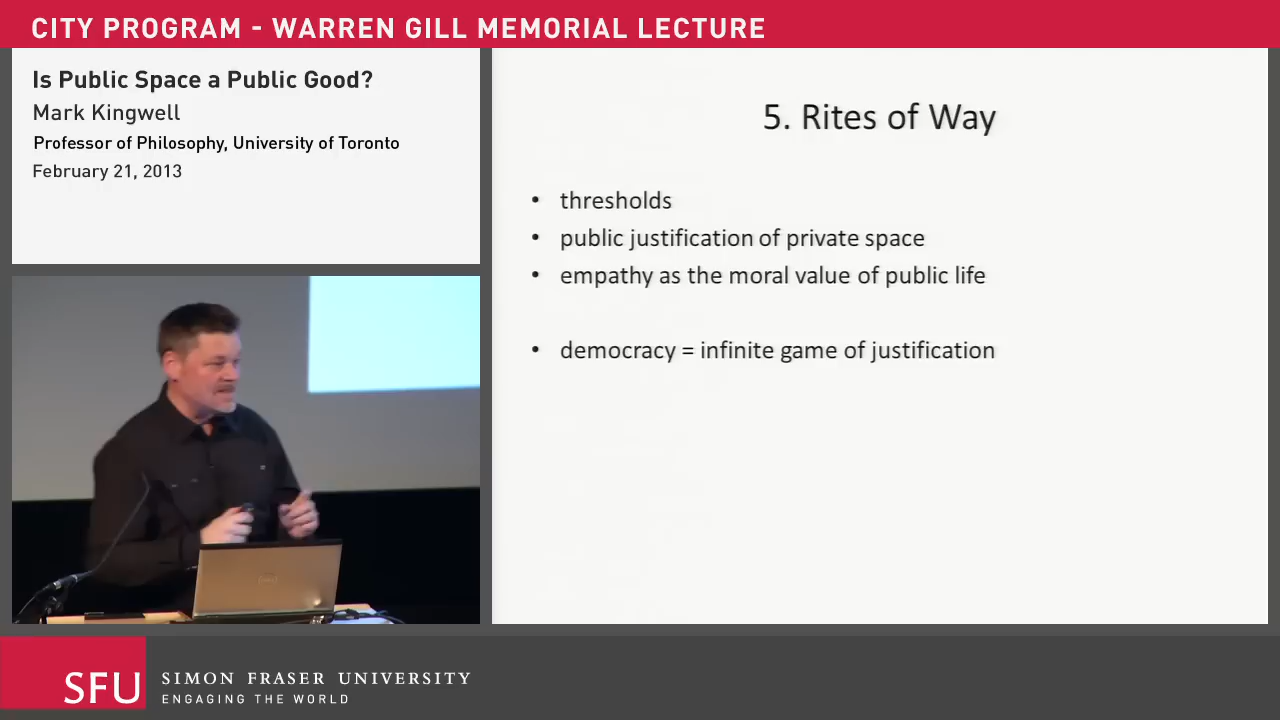 CITY PROGRAM - WARREN GILL MEMORIAL LECTURE
Is Public Space a Public Good?
Mark Kingwell
Professor of Philosophy, University of Toronto
February 21, 2013
5. Rites of Way
• thresholds
• public justification of private space
• empathy as the moral value of public life
• democracy = infinite game of justification
SFU
SIMON FRASER UNIVERSITY
ENGAGING THE WORLD